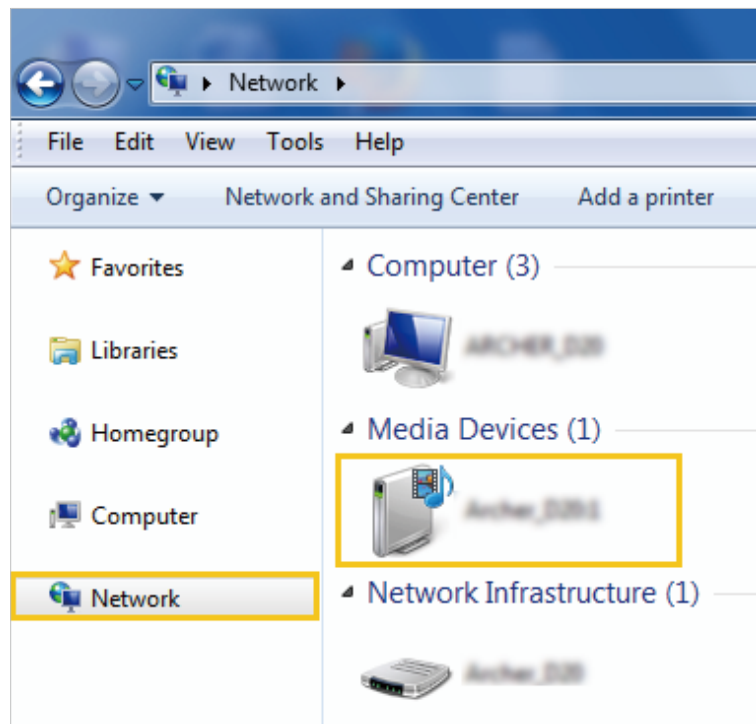 Network
File Edit View Tools Help
Organize Network and Sharing Center Add a printer
Favorites
Libraries
Homegroup
Computer
Network
Computer (3)
Media Devices (1)
Network Infrastructure (1)